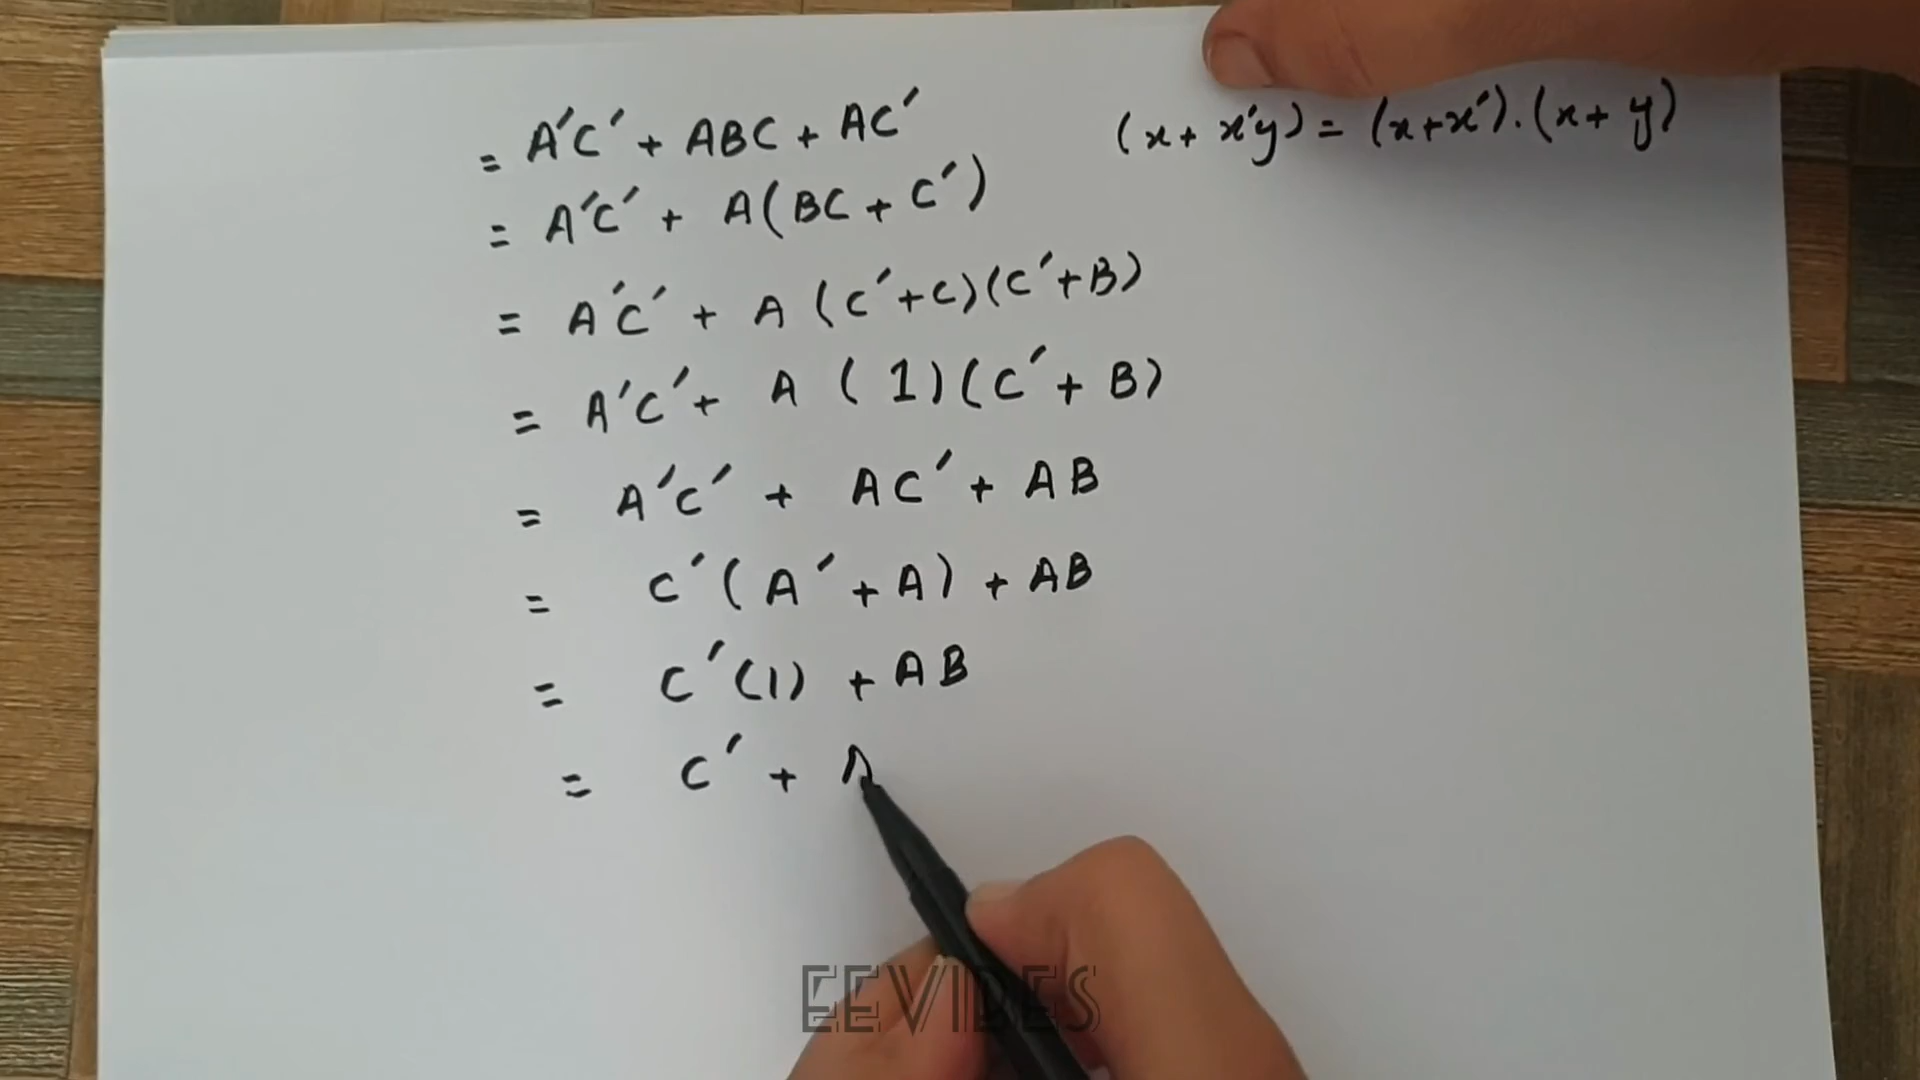 = A'C' + ABC + AC'
(x + x'y) = (x+x').(x+ y)
= A'C' + A(BC + C')
= A'C' + A (C'+C)(C'+B)
= A'C' + A (1)(C' + B)
= A'C' + AC' + AB
= C'(A' + A) + AB
= C'(1) + AB
= C' + A
EEVIBES